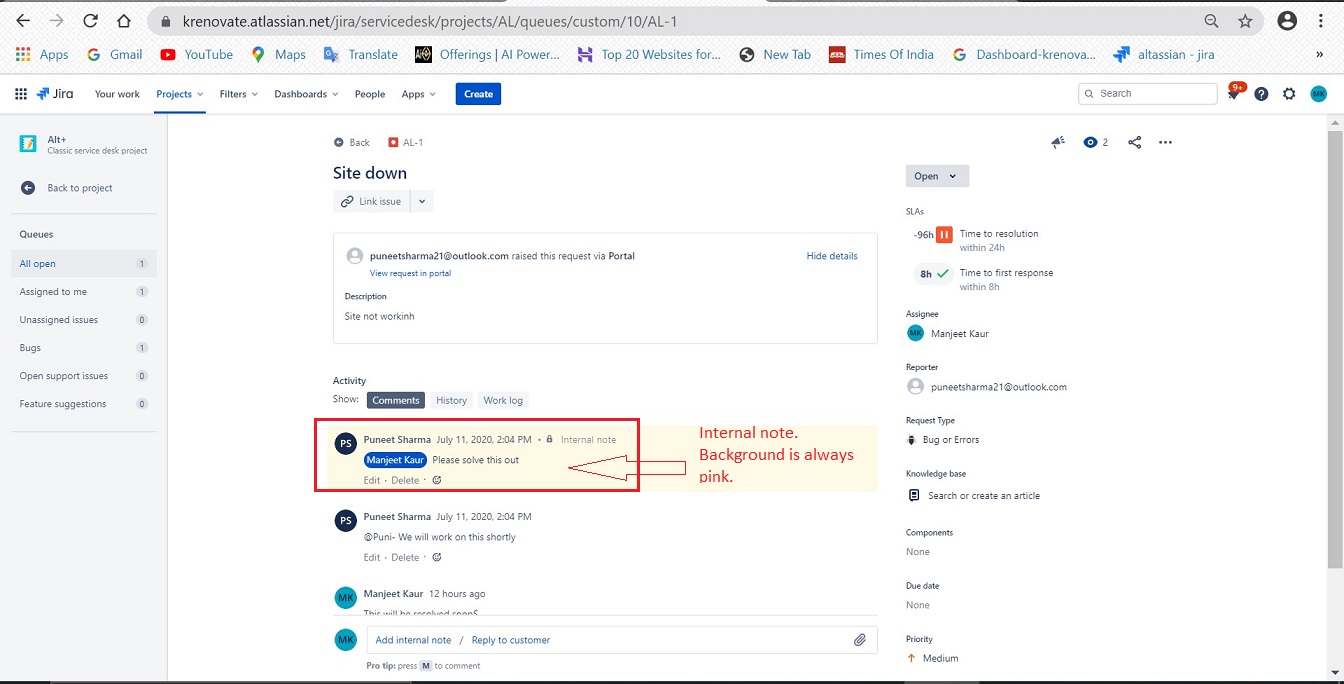 krenovate.atlassian.net/jira/servicedesk/projects/AL/queues/custom/10/AL-1
Apps Gmail YouTube Maps Translate Offerings | AI Power... Top 20 Websites for... New Tab Times Of India Dashboard-krenova... altassian - jira »
Jira Your work Projects Filters Dashboards People Apps Create Search 9+ MK
Alt+
Classic service desk project
Back to project
Queues
All open 1
Assigned to me 1
Unassigned issues 0
Bugs 1
Open support issues 0
Feature suggestions 0
Back AL-1
2
Site down
Link issue
puneetsharma21@outlook.com raised this request via Portal Hide details
View request in portal
Description
Site not workinh
Activity
Show: Comments History Work log
PS Puneet Sharma July 11, 2020, 2:04 PM • Internal note
Manjeet Kaur Please solve this out
Edit · Delete ·
Internal note.
Background is always
pink.
PS Puneet Sharma July 11, 2020, 2:04 PM
@Puni- We will work on this shortly
Edit · Delete ·
MK Manjeet Kaur 12 hours ago
This will be resolved soonS
MK Add internal note / Reply to customer
Pro tip: press M to comment
Open
SLAs
-96h Time to resolution
within 24h
8h Time to first response
within 8h
Assignee
MK Manjeet Kaur
Reporter
puneetsharma21@outlook.com
Request Type
Bug or Errors
Knowledge base
Search or create an article
Components
None
Due date
None
Priority
Medium